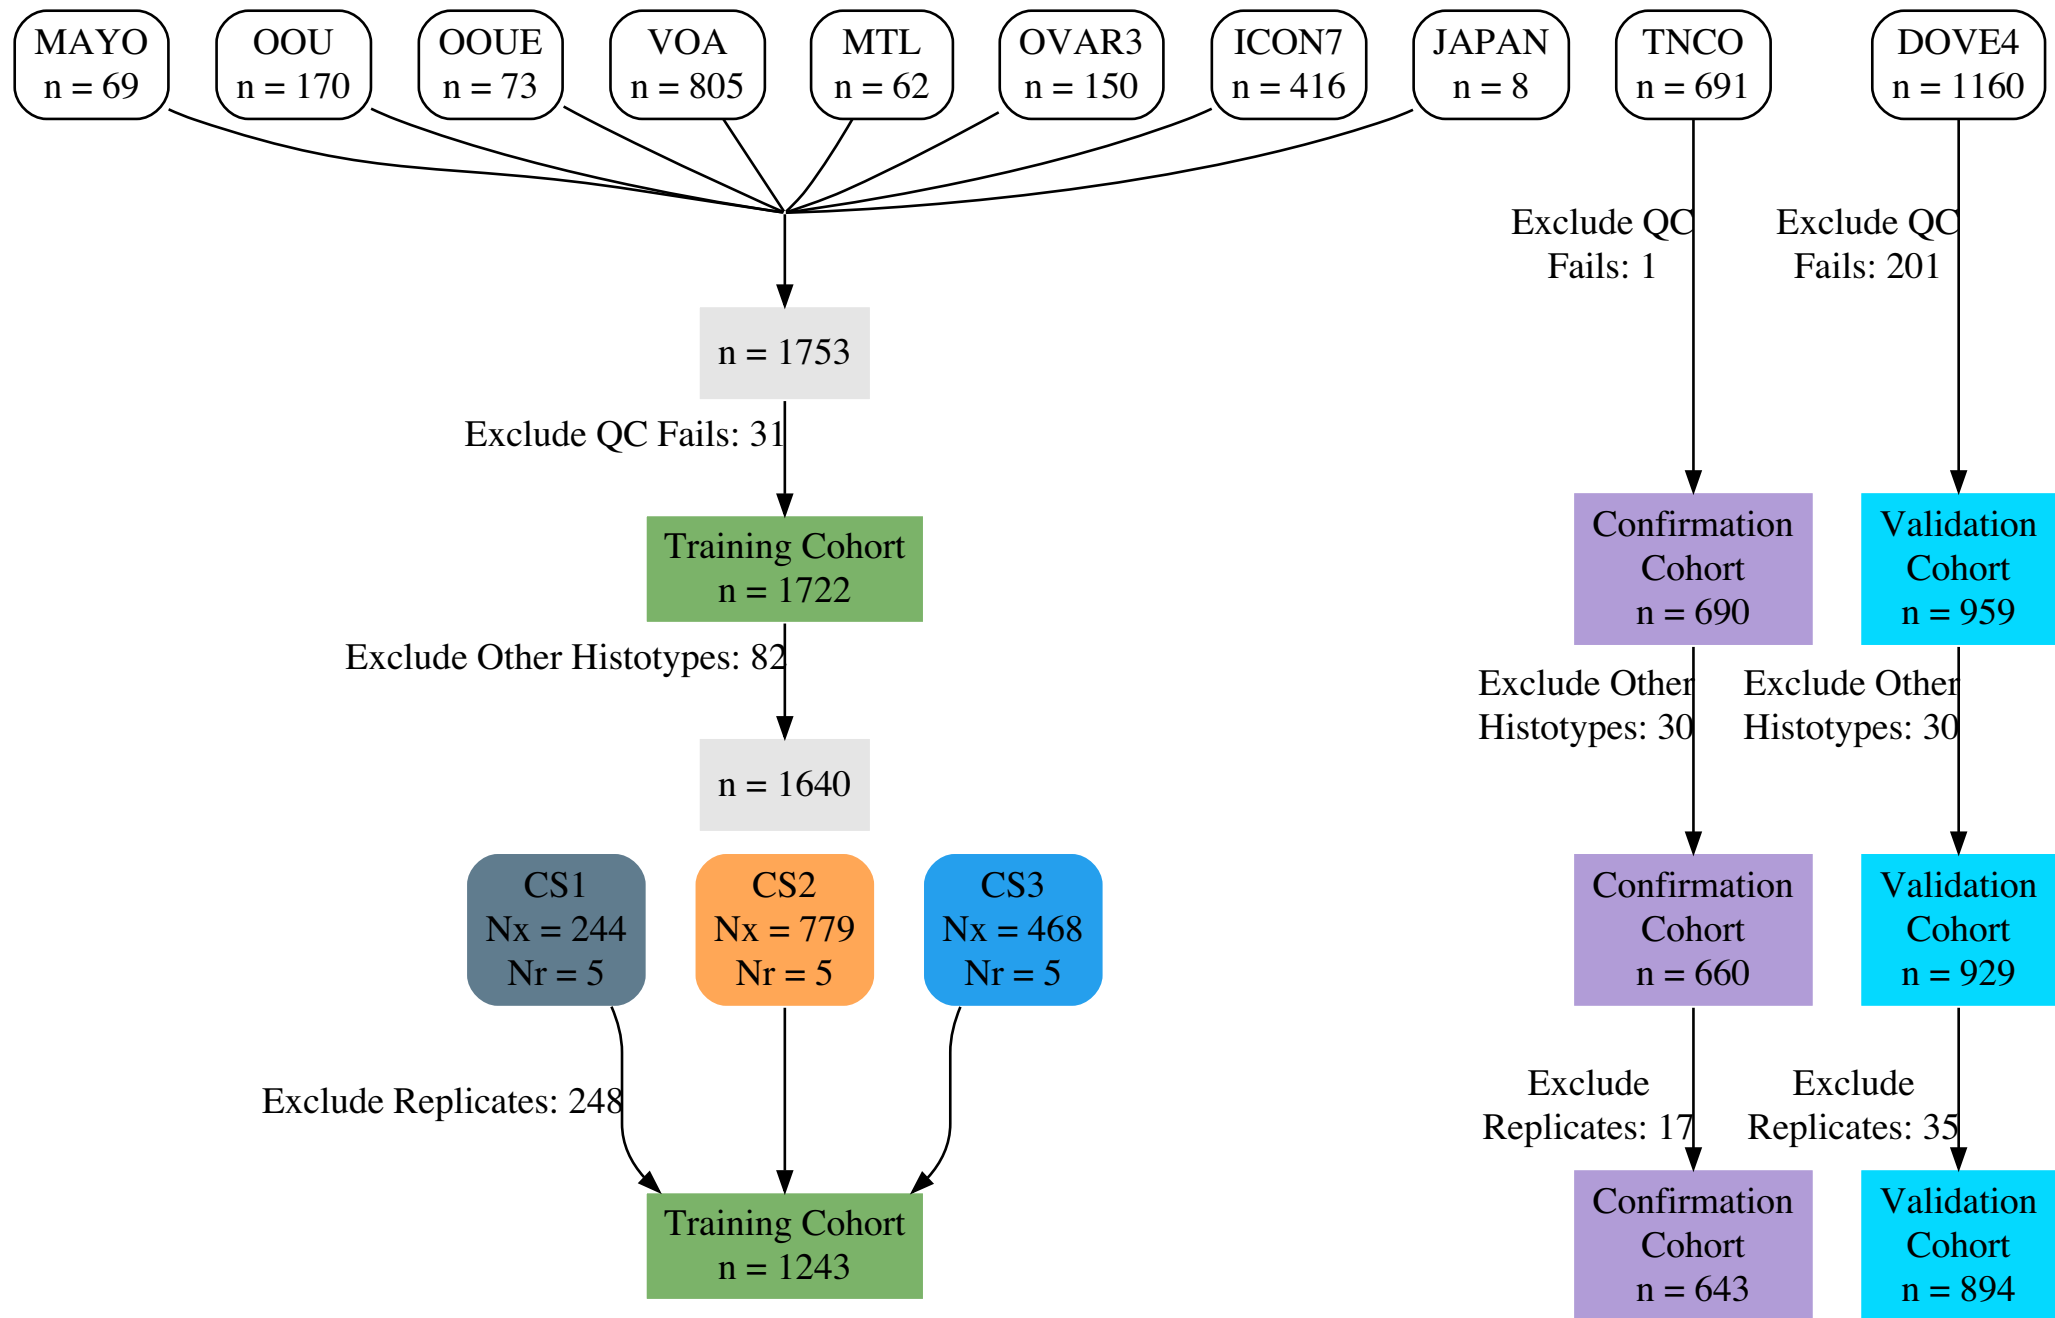 MAYO
n = 69
OOU
n = 170
OOUE
n = 73
VOA
n = 805
MTL
n = 62
OVAR3
n = 150
ICON7
n = 416
JAPAN
n = 8
TNCO
n = 691
DOVE4
n = 1160
Exclude QC
Fails: 1
Exclude QC
Fails: 201
n = 1753
Exclude QC Fails: 31
Training Cohort
n = 1722
Confirmation
Cohort
n = 690
Validation
Cohort
n = 959
Exclude Other Histotypes: 82
Exclude Other
Histotypes: 30
Exclude Other
Histotypes: 30
n = 1640
CS1
Nx = 244
Nr = 5
CS2
Nx = 779
Nr = 5
CS3
Nx = 468
Nr = 5
Confirmation
Cohort
n = 660
Validation
Cohort
n = 929
Exclude Replicates: 248
Exclude
Replicates: 17
Exclude
Replicates: 35
Training Cohort
n = 1243
Confirmation
Cohort
n = 643
Validation
Cohort
n = 894